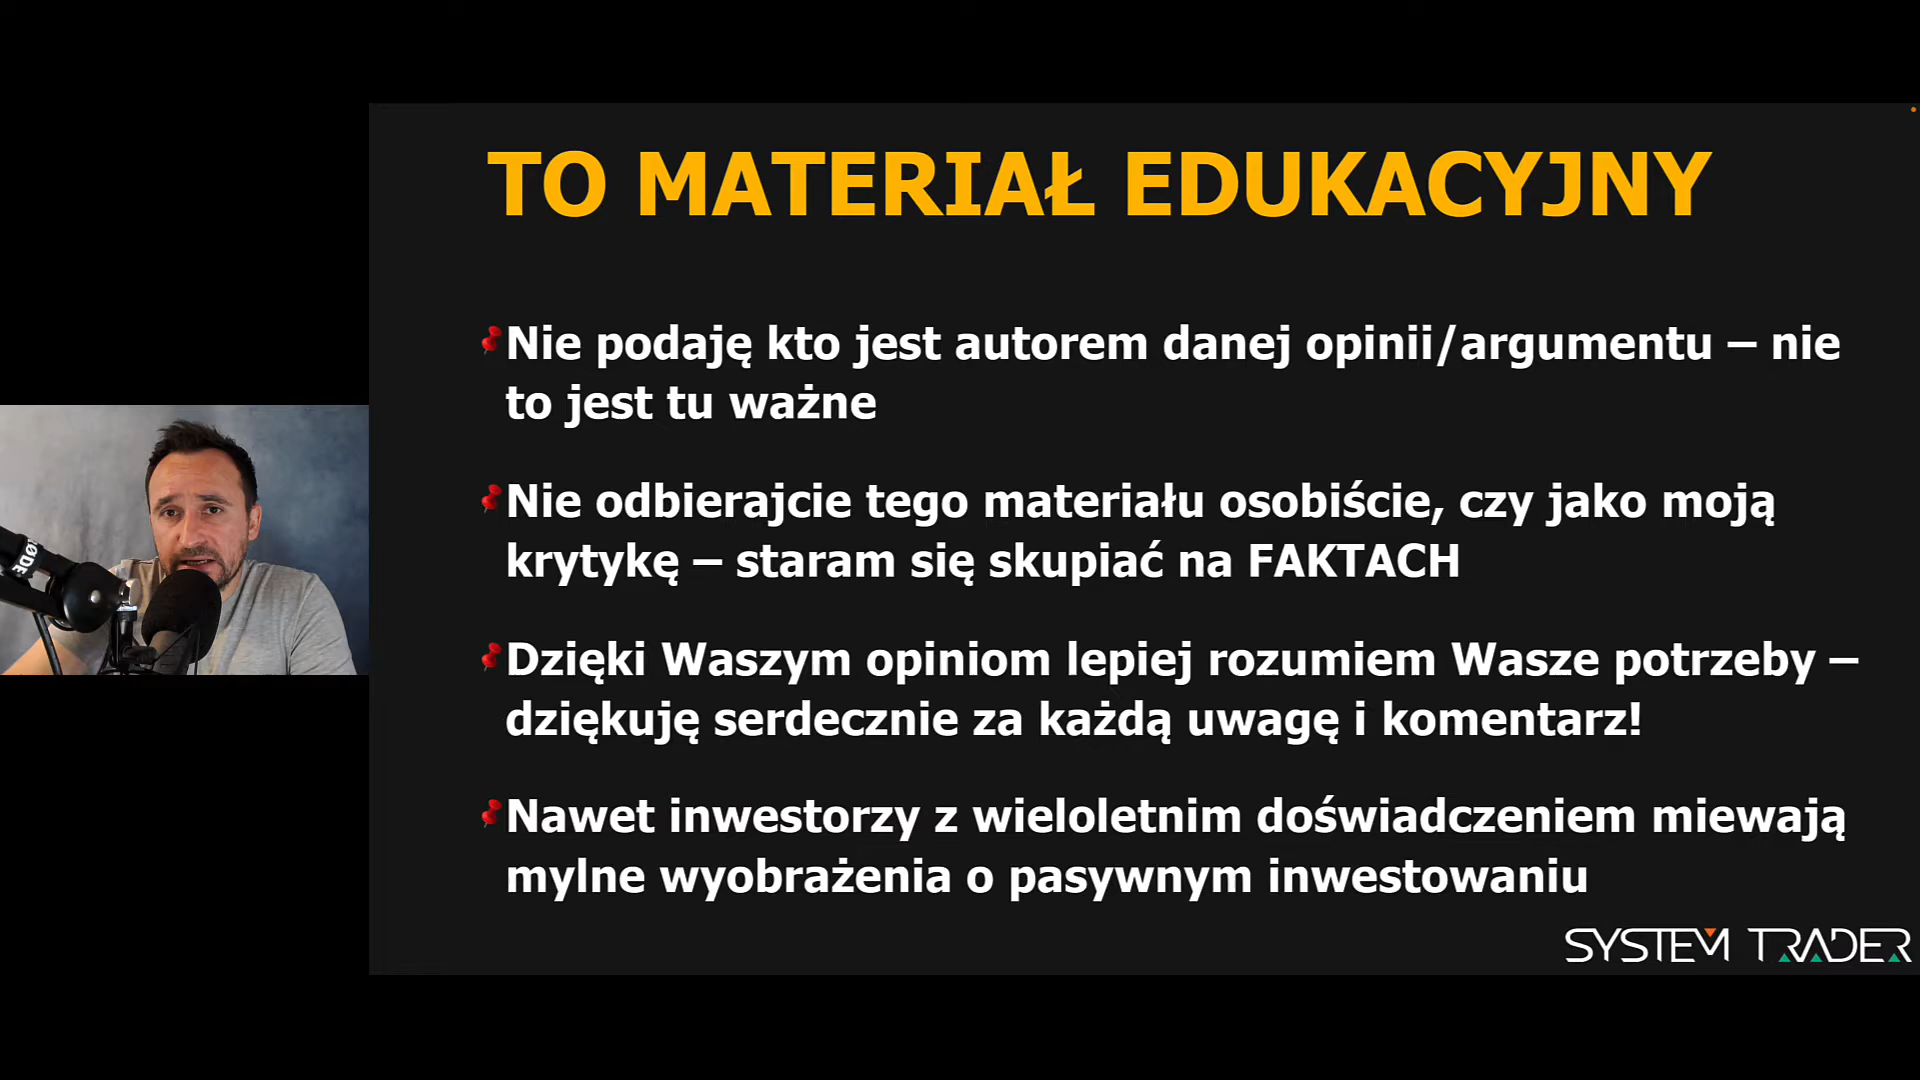 TO MATERIAŁ EDUKACYJNY
Nie podaję kto jest autorem danej opinii/argumentu – nie
to jest tu ważne
Nie odbierajcie tego materiału osobiście, czy jako moją
krytykę – staram się skupiać na FAKTACH
Dzięki Waszym opiniom lepiej rozumiem Wasze potrzeby –
dziękuję serdecznie za każdą uwagę i komentarz!
Nawet inwestorzy z wieloletnim doświadczeniem miewają
mylne wyobrażenia o pasywnym inwestowaniu
RØDE
SYSTEM TRADER